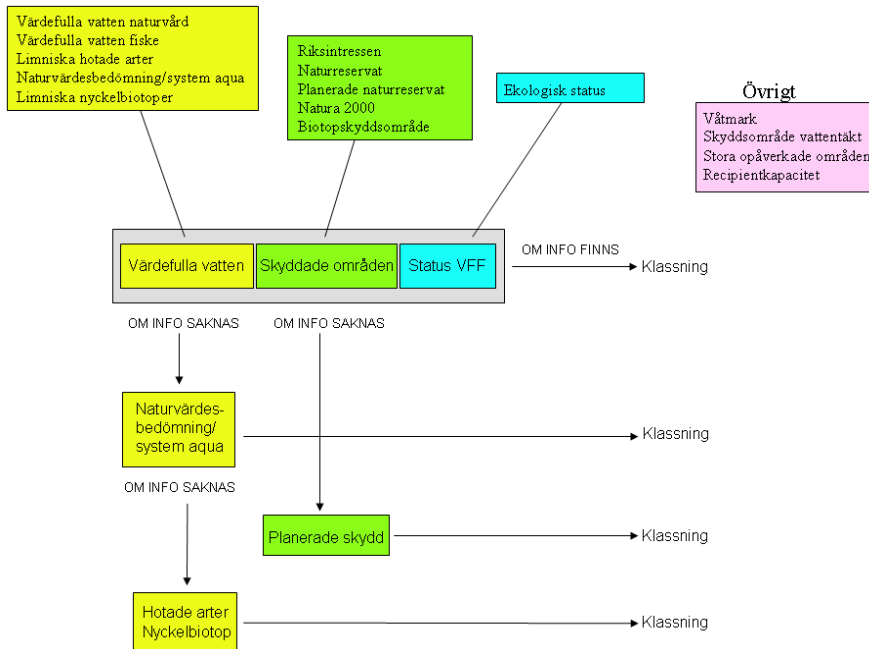 Värdefulla vatten naturvård
Värdefulla vatten fiske
Limniska hotade arter
Naturvärdesbedömning/system aqua
Limniska nyckelbiotoper
Riksintressen
Naturreservat
Planerade naturreservat
Natura 2000
Biotopskyddsområde
Ekologisk status
Övrigt
Våtmark
Skyddsområde vattentäkt
Stora opåverkade områden
Recipientkapacitet
Värdefulla vatten
Skyddade områden
Status VFF
OM INFO FINNS
Klassning
OM INFO SAKNAS
OM INFO SAKNAS
Naturvärdes-
bedömning/
system aqua
Klassning
OM INFO SAKNAS
Planerade skydd
Klassning
Hotade arter
Nyckelbiotop
Klassning